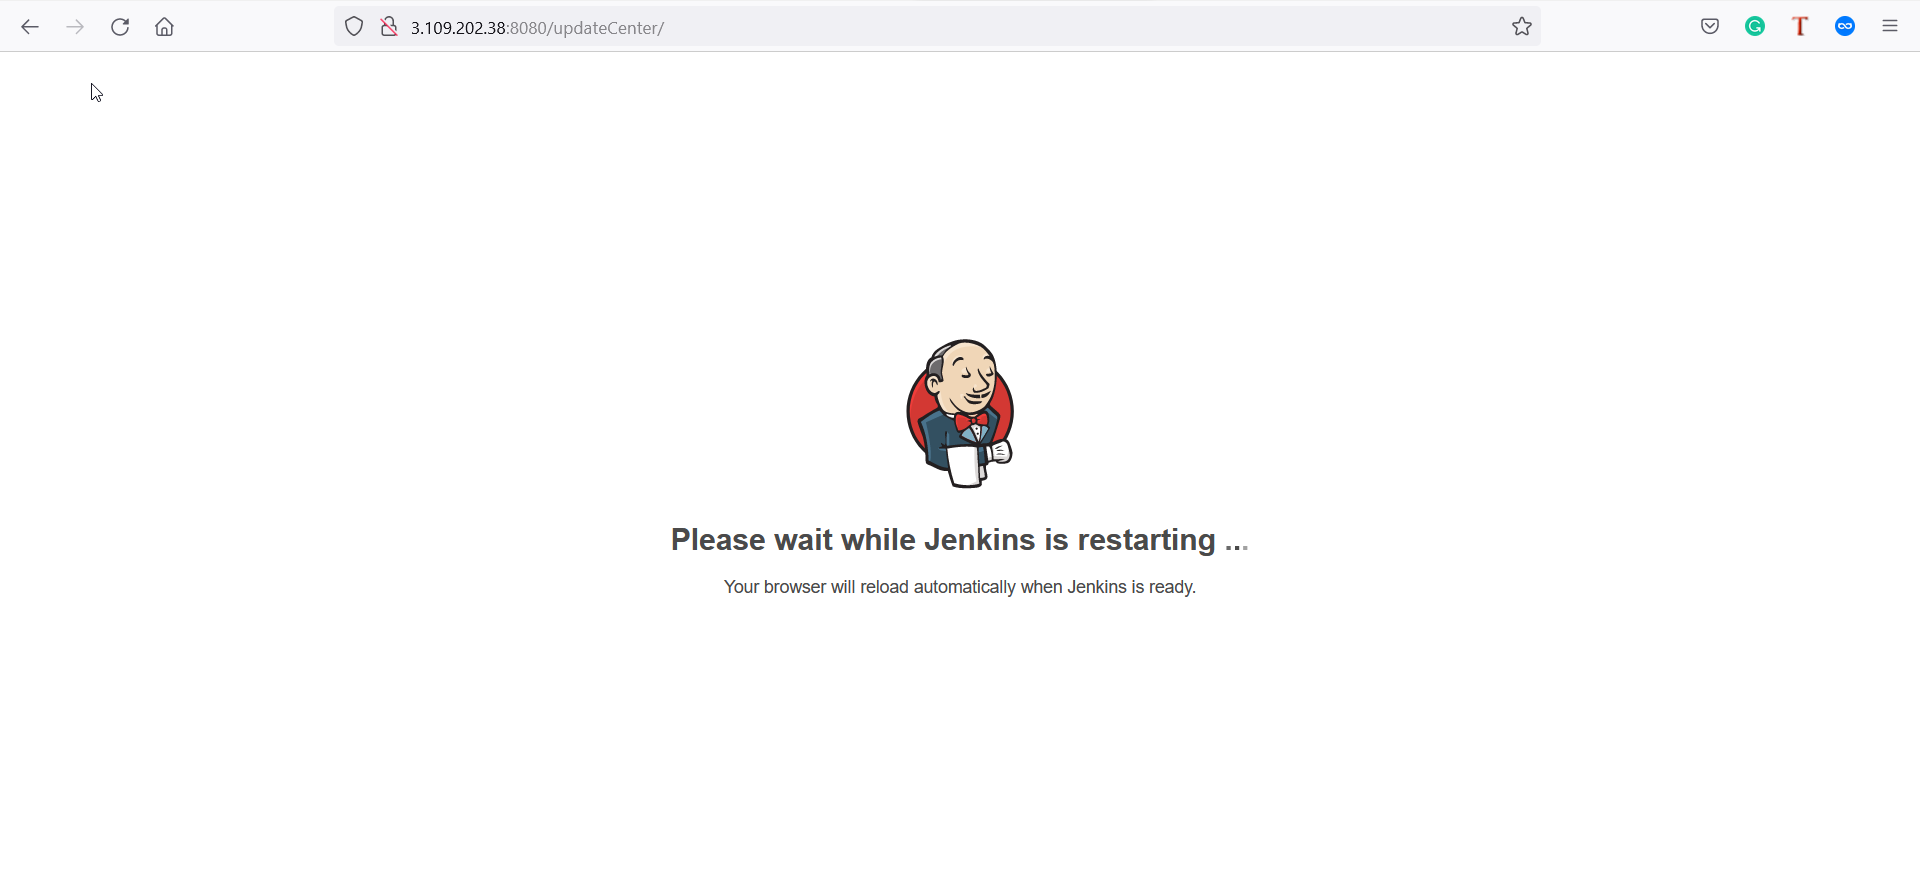 3.109.202.38:8080/updateCenter/
Please wait while Jenkins is restarting ...
Your browser will reload automatically when Jenkins is ready.